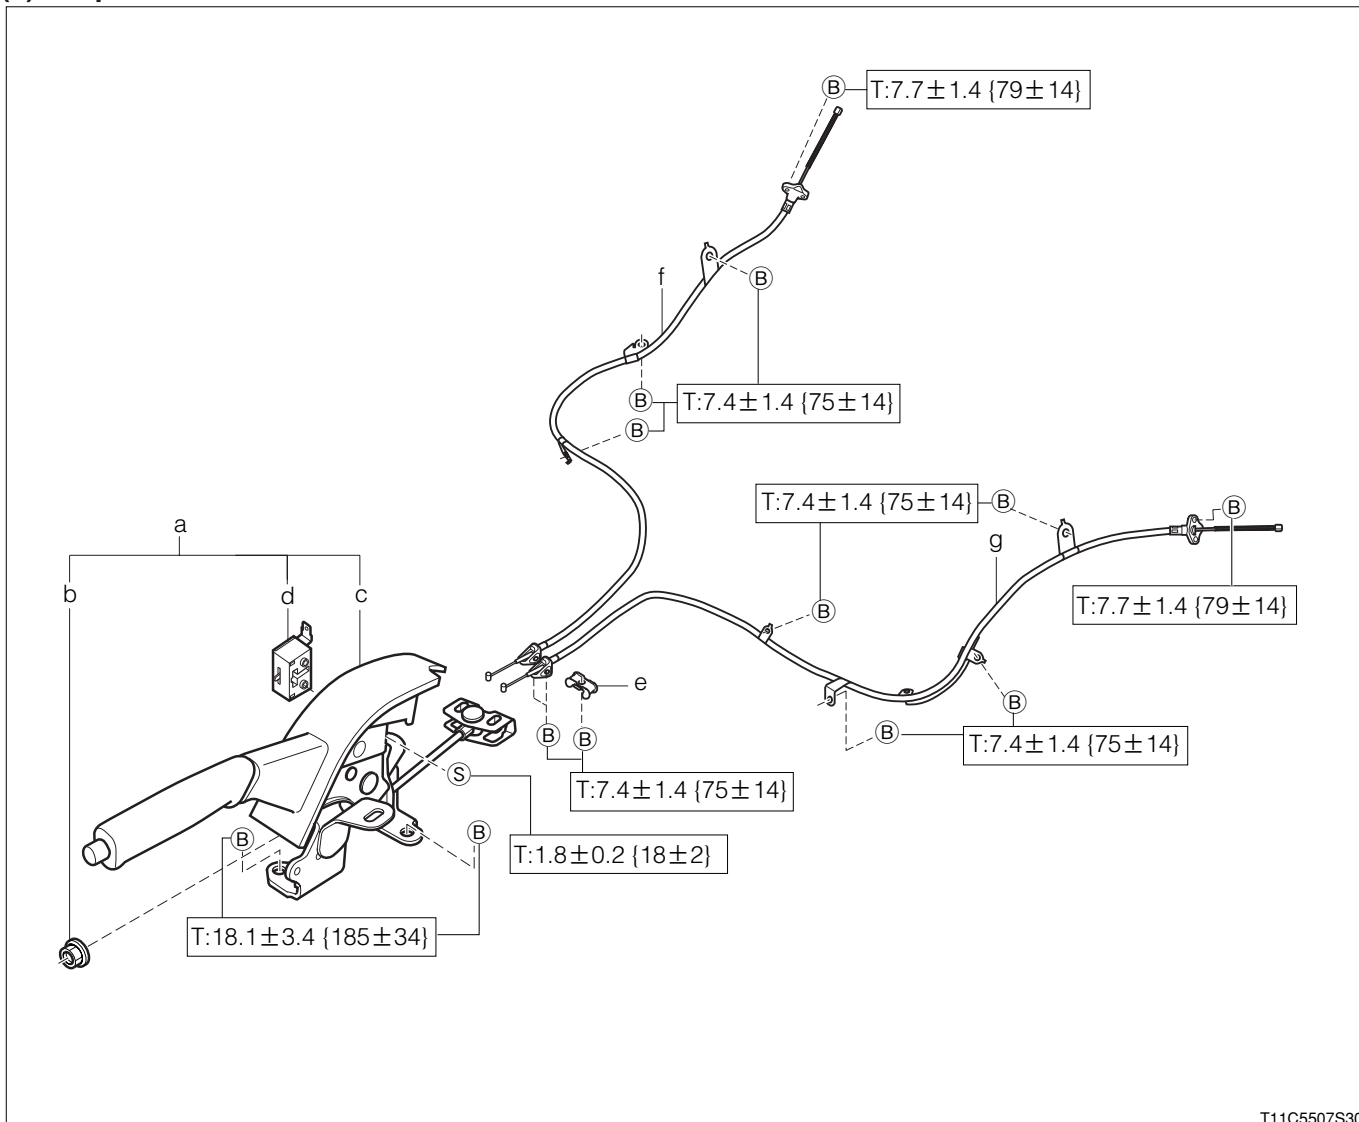 B T:7.7±1.4 {79±14}
f
B
B T:7.4±1.4 {75±14}
B
T:7.4±1.4 {75±14} B
B
a
g
b d c
T:7.7±1.4 {79±14}
B
e
B
B B
B
T:7.4±1.4 {75±14}
S
T:7.4±1.4 {75±14}
B B
T:1.8±0.2 {18±2}
T:18.1±3.4 {185±34}
T11C5507S30